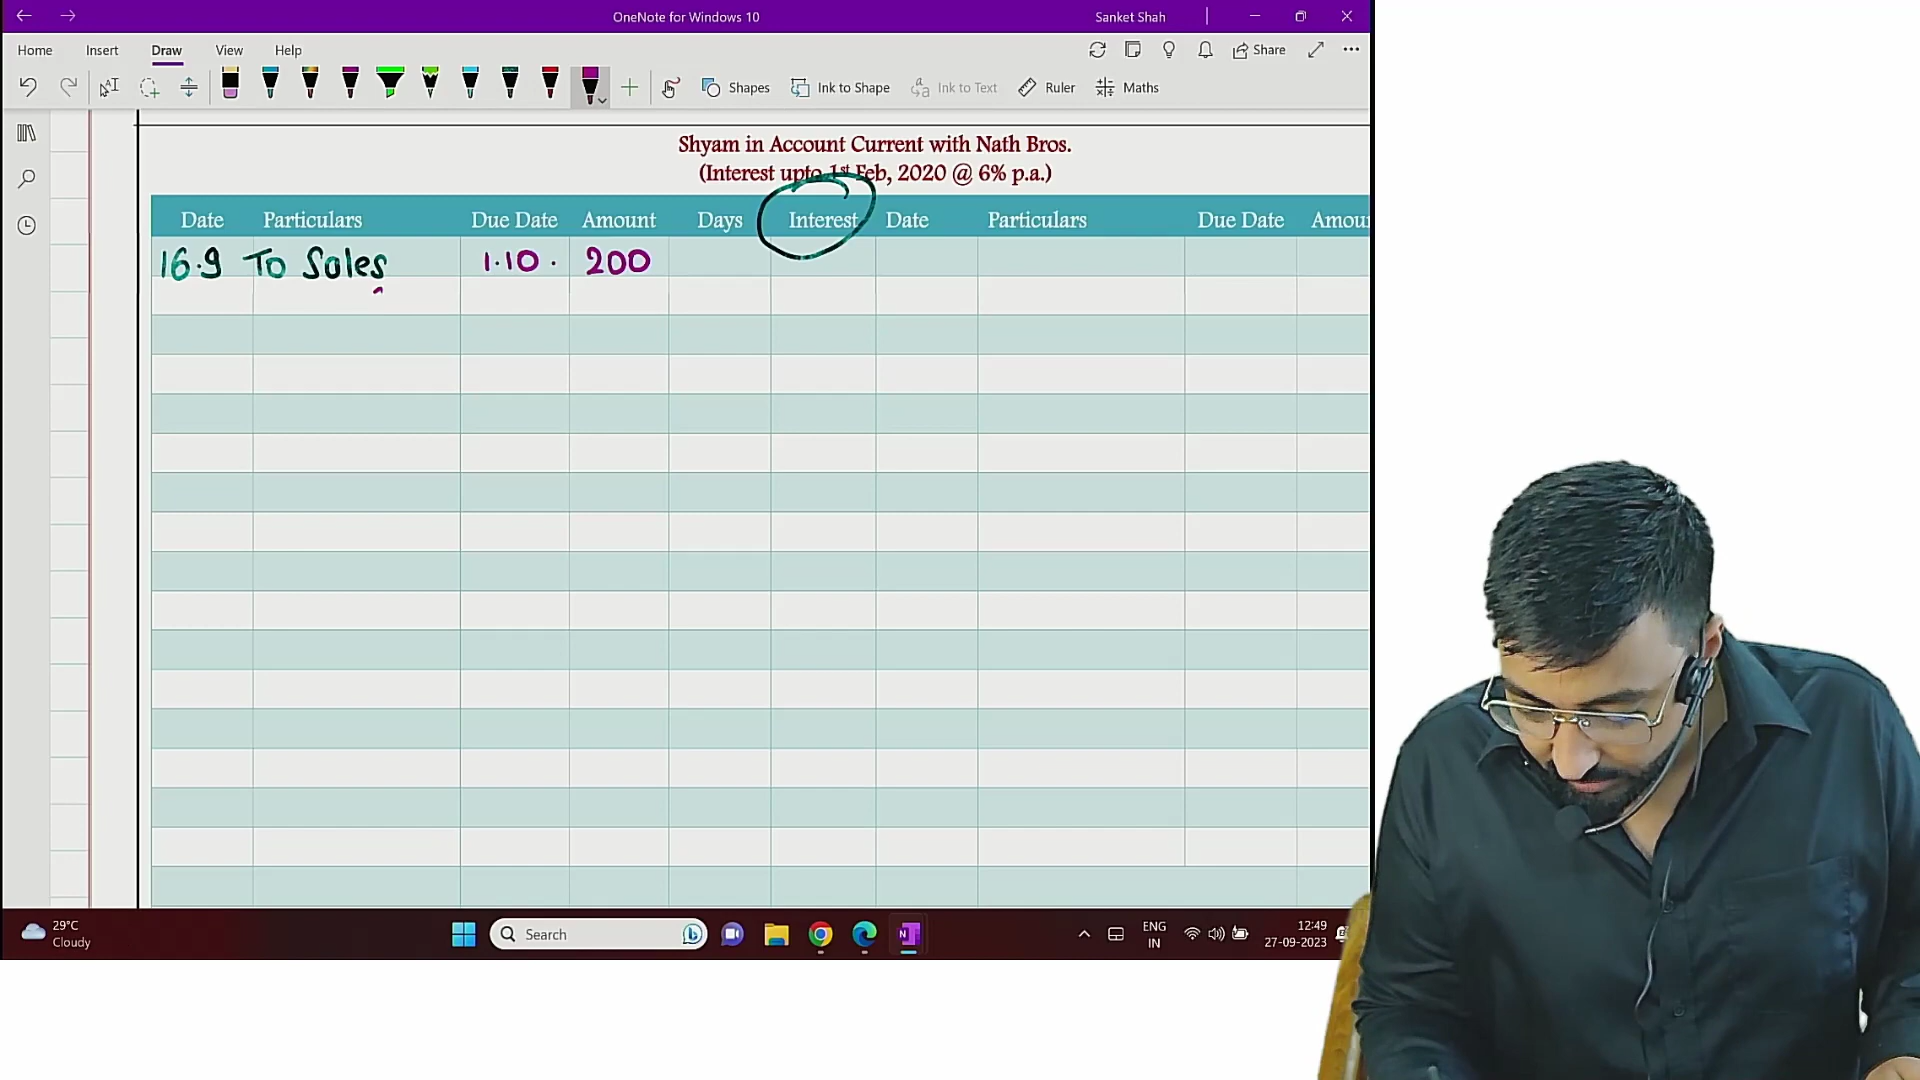 OneNote for Windows 10
Sanket Shah
Home Insert Draw View Help
Share
Shapes Ink to Shape Ink to Text Ruler Maths
Shyam in Account Current with Nath Bros.
(Interest upto 1st Feb, 2020 @ 6% p.a.)
Date Particulars Due Date Amount Days Interest Date Particulars Due Date Amou
16.9 To Sales 1.10. 200
29°C
Cloudy
Search
ENG
IN
12:49
27-09-2023